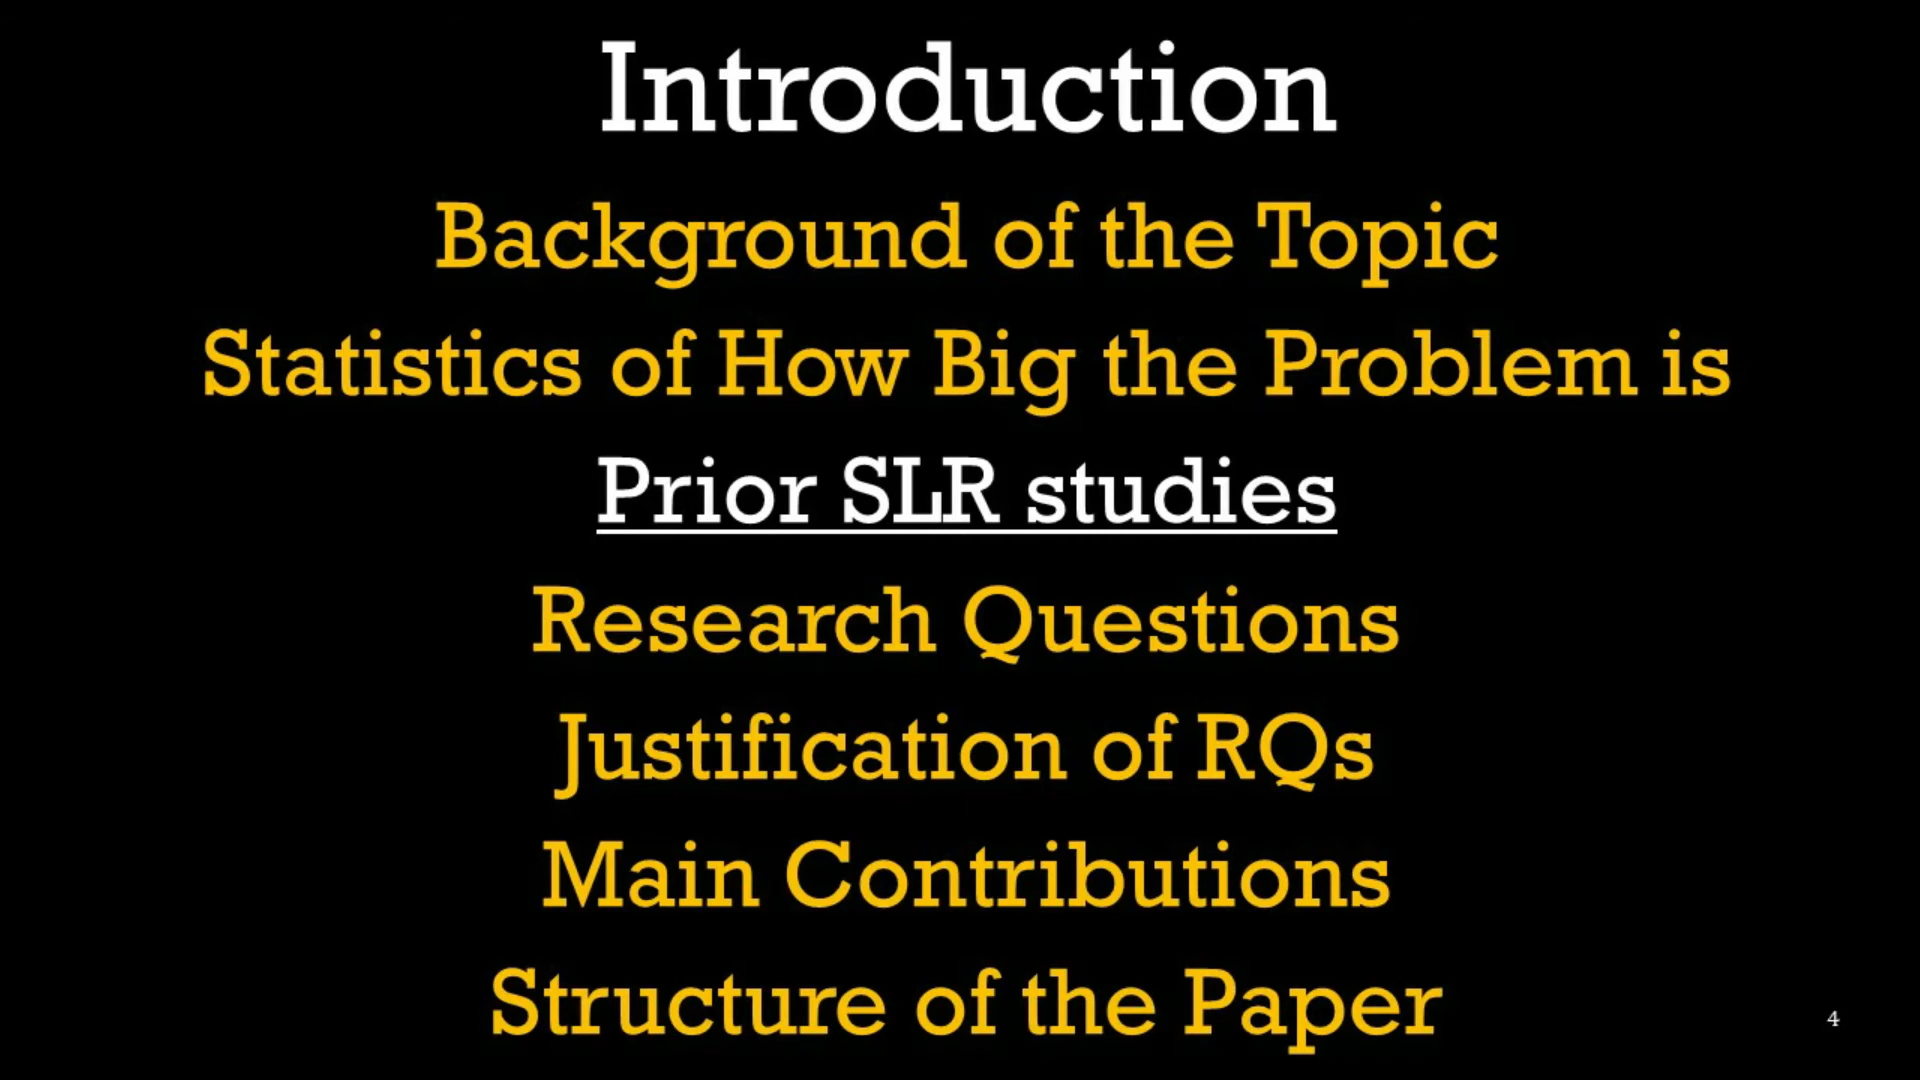 Introduction
Background of the Topic
Statistics of How Big the Problem is
Prior SLR studies
Research Questions
Justification of RQs
Main Contributions
Structure of the Paper
4